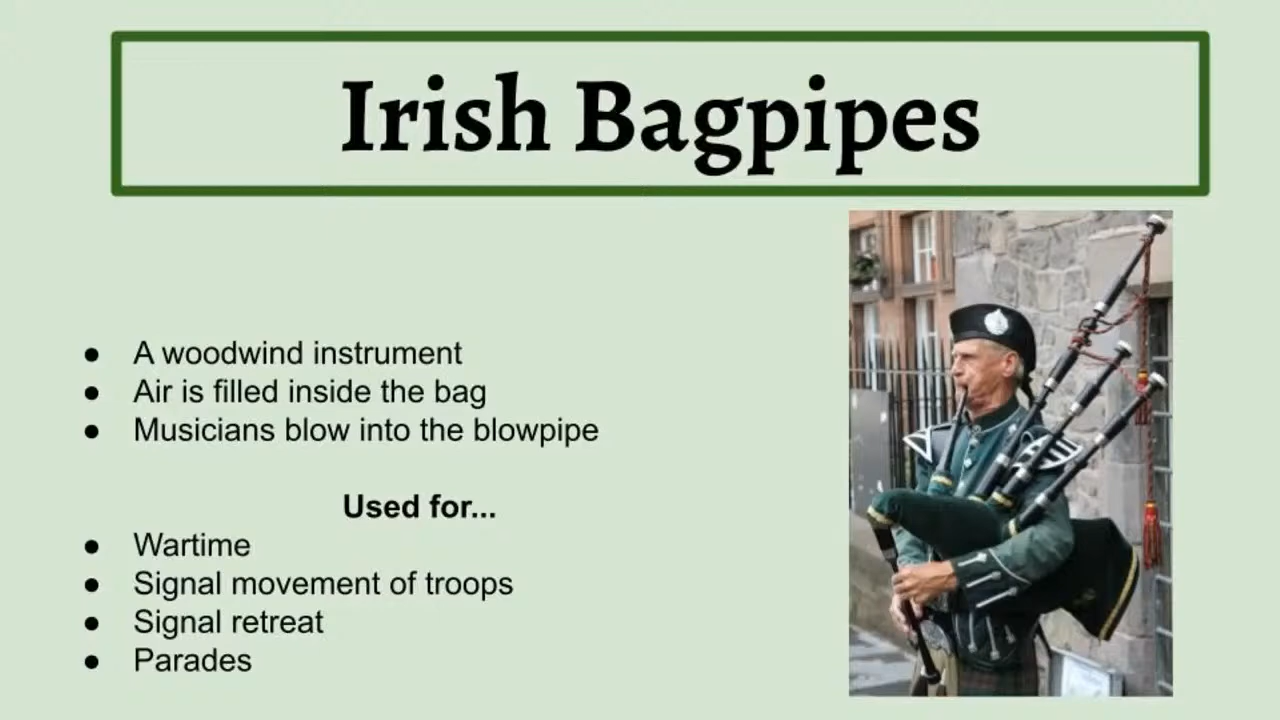 Irish Bagpipes
● A woodwind instrument
● Air is filled inside the bag
● Musicians blow into the blowpipe
Used for...
● Wartime
● Signal movement of troops
● Signal retreat
● Parades